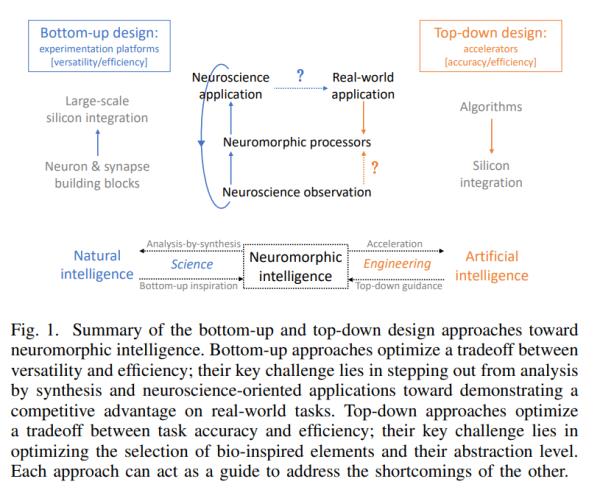 Bottom-up design:
experimentation platforms
[versatility/efficiency]
Large-scale
silicon integration
Neuron & synapse
building blocks
Neuroscience
application
?
Real-world
application
Neuromorphic processors
?
Neuroscience observation
Top-down design:
accelerators
[accuracy/efficiency]
Algorithms
Silicon
integration
Natural
intelligence
Analysis-by-synthesis
Science
Bottom-up inspiration
Neuromorphic
intelligence
Acceleration
Engineering
Top-down guidance
Artificial
intelligence
Fig. 1. Summary of the bottom-up and top-down design approaches toward
neuromorphic intelligence. Bottom-up approaches optimize a tradeoff between
versatility and efficiency; their key challenge lies in stepping out from analysis
by synthesis and neuroscience-oriented applications toward demonstrating a
competitive advantage on real-world tasks. Top-down approaches optimize
a tradeoff between task accuracy and efficiency; their key challenge lies in
optimizing the selection of bio-inspired elements and their abstraction level.
Each approach can act as a guide to address the shortcomings of the other.